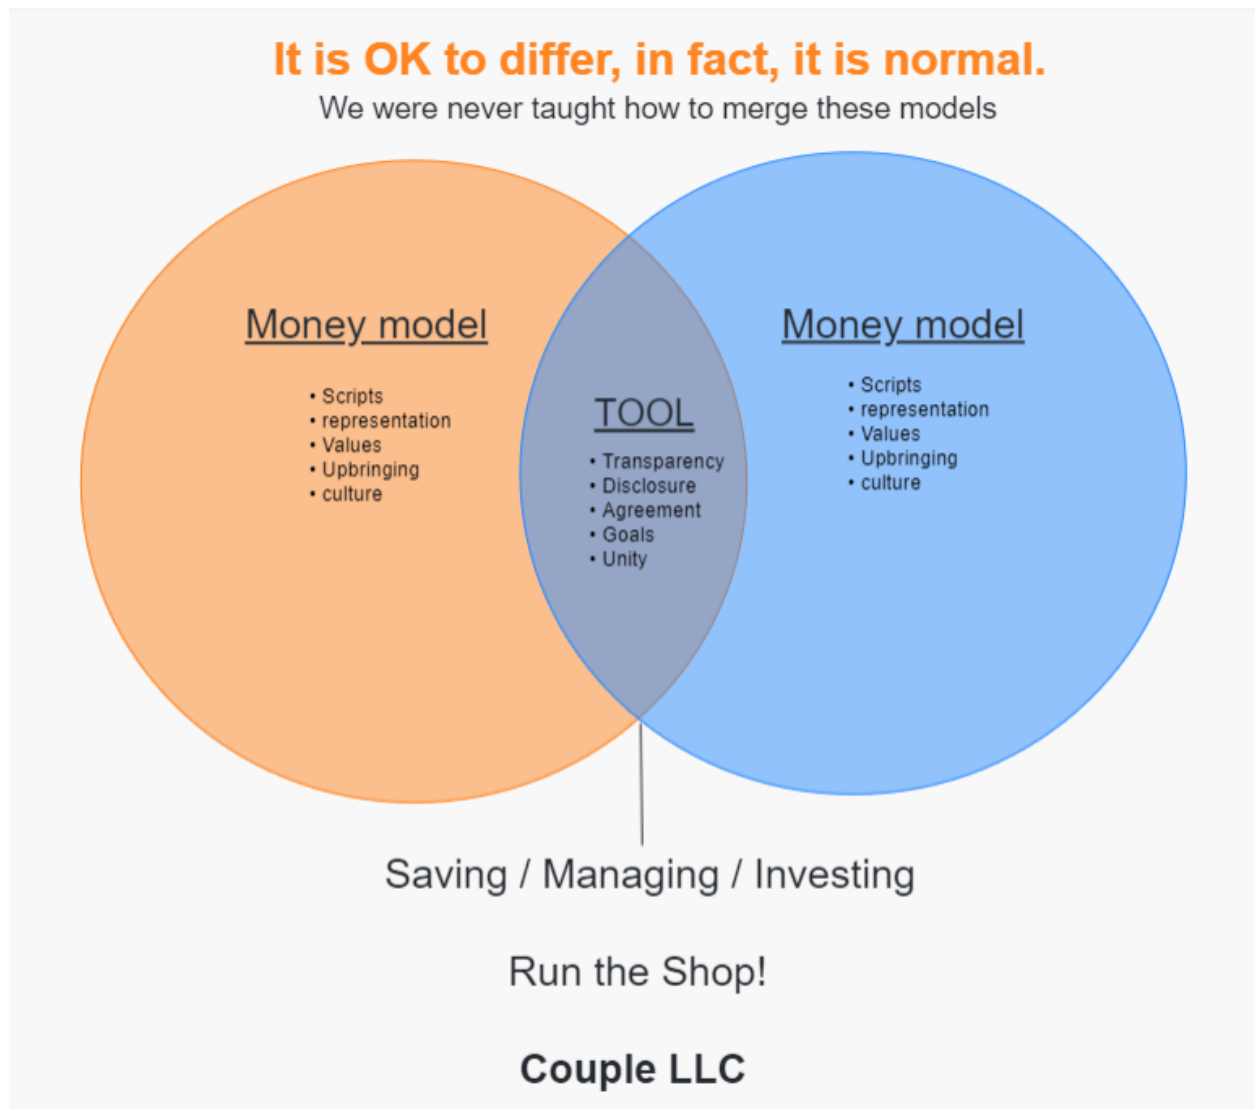 It is OK to differ, in fact, it is normal.
We were never taught how to merge these models
Money model
• Scripts
• representation
• Values
• Upbringing
• culture
TOOL
• Transparency
• Disclosure
• Agreement
• Goals
• Unity
Money model
• Scripts
• representation
• Values
• Upbringing
• culture
Saving / Managing / Investing
Run the Shop!
Couple LLC